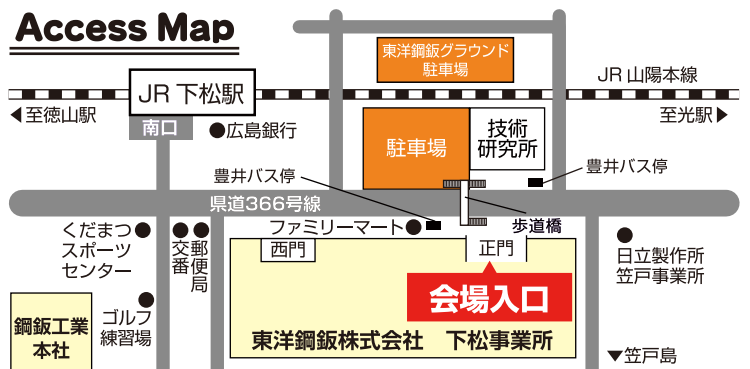 Access Map
東洋鋼鈑グラウンド
駐車場
JR 山陽本線
JR 下松駅
至徳山駅
至光駅
南口
広島銀行
駐車場
技術
研究所
豊井バス停
豊井バス停
県道366号線
歩道橋
ファミリーマート
くだまつ
スポーツ
センター
交番
郵便局
西門
正門
日立製作所
笠戸事業所
会場入口
ゴルフ
練習場
鋼鈑工業
本社
東洋鋼鈑株式会社 下松事業所
▼笠戸島